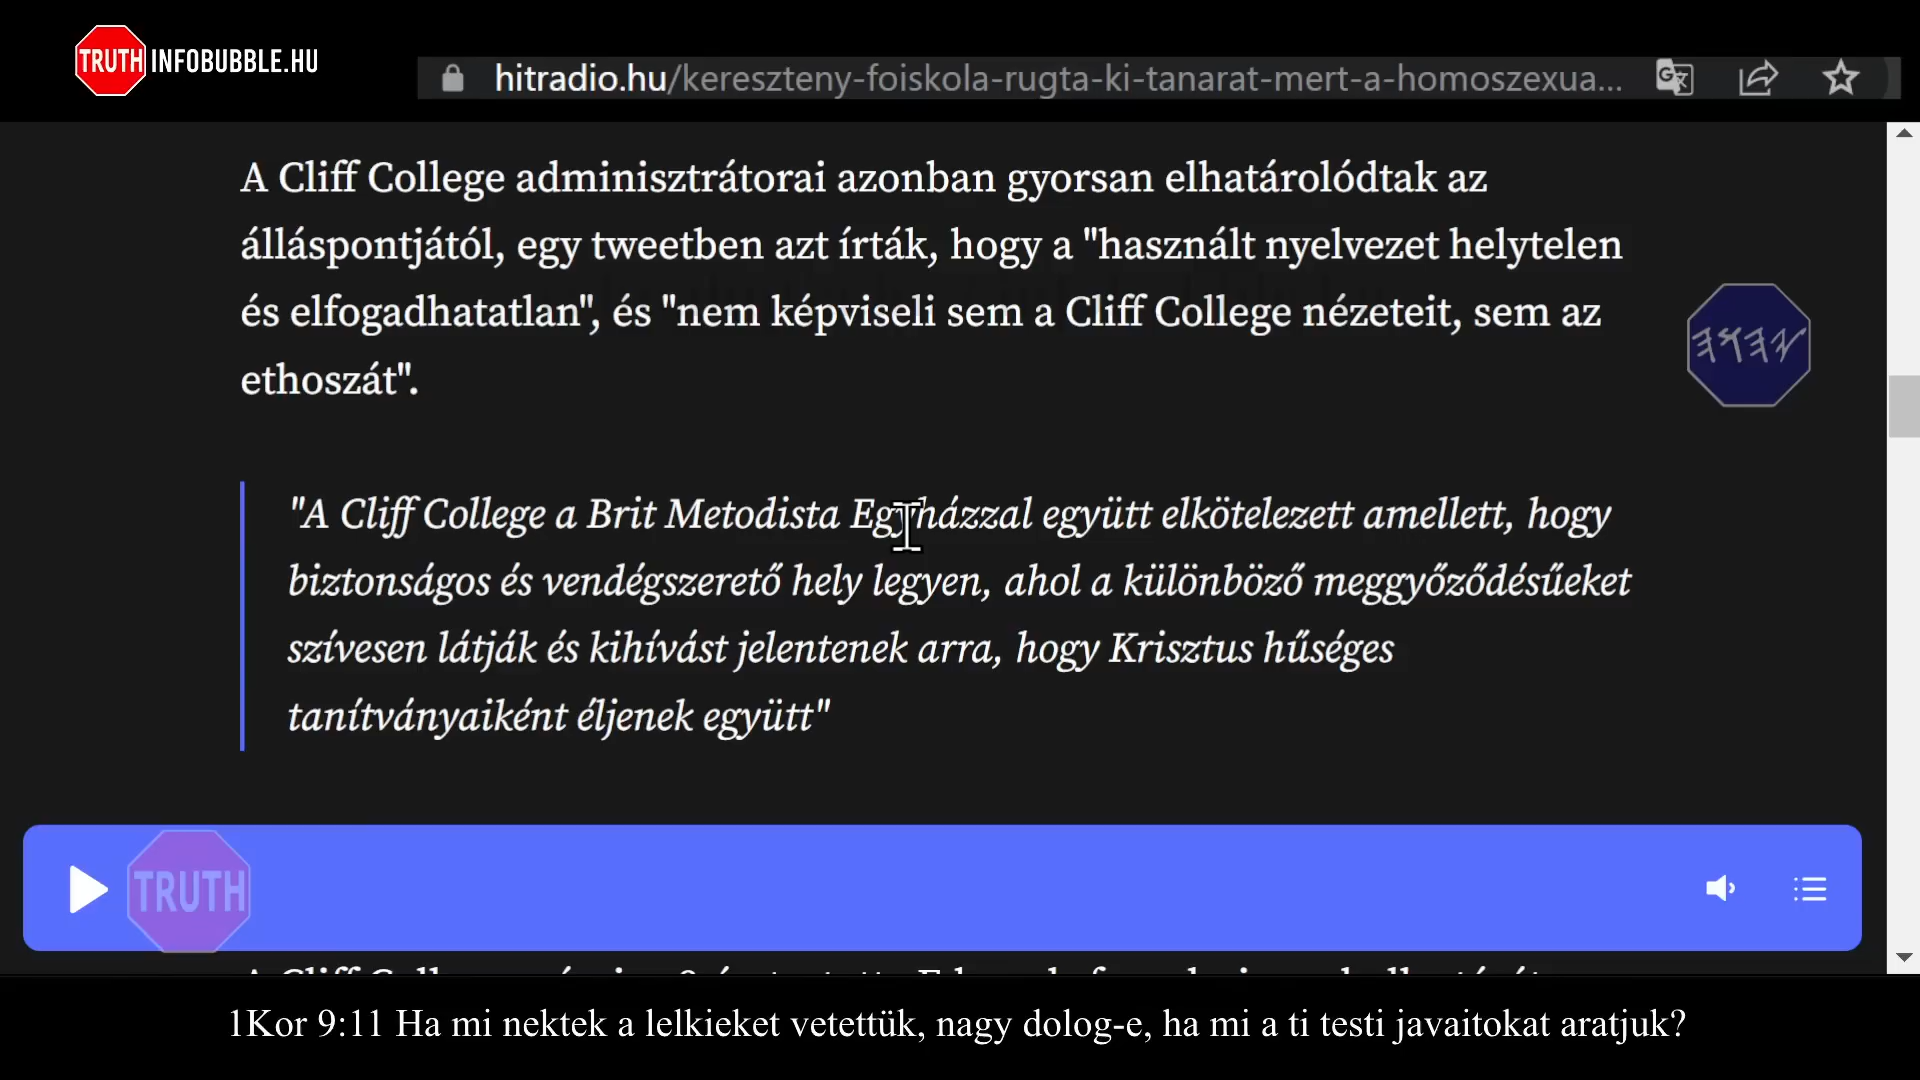 TRUTH INFOBUBBLE.HU
hitradio.hu/kereszteny-foiskola-rugta-ki-tanarat-mert-a-homoszexua...
A Cliff College adminisztrátorai azonban gyorsan elhatárolódtak az
álláspontjától, egy tweetben azt írták, hogy a "használt nyelvezet helytelen
és elfogadhatatlan", és "nem képviseli sem a Cliff College nézeteit, sem az
ethoszát".
𐤉𐤄𐤅𐤄
"A Cliff College a Brit Metodista Egyházzal együtt elkötelezett amellett, hogy
biztonságos és vendégszerető hely legyen, ahol a különböző meggyőződésűeket
szívesen látják és kihívást jelentenek arra, hogy Krisztus hűséges
tanítványaiként éljenek együtt"
TRUTH
A Cliff College
1Kor 9:11 Ha mi nektek a lelkieket vetettük, nagy dolog-e, ha mi a ti testi javaitokat aratjuk?